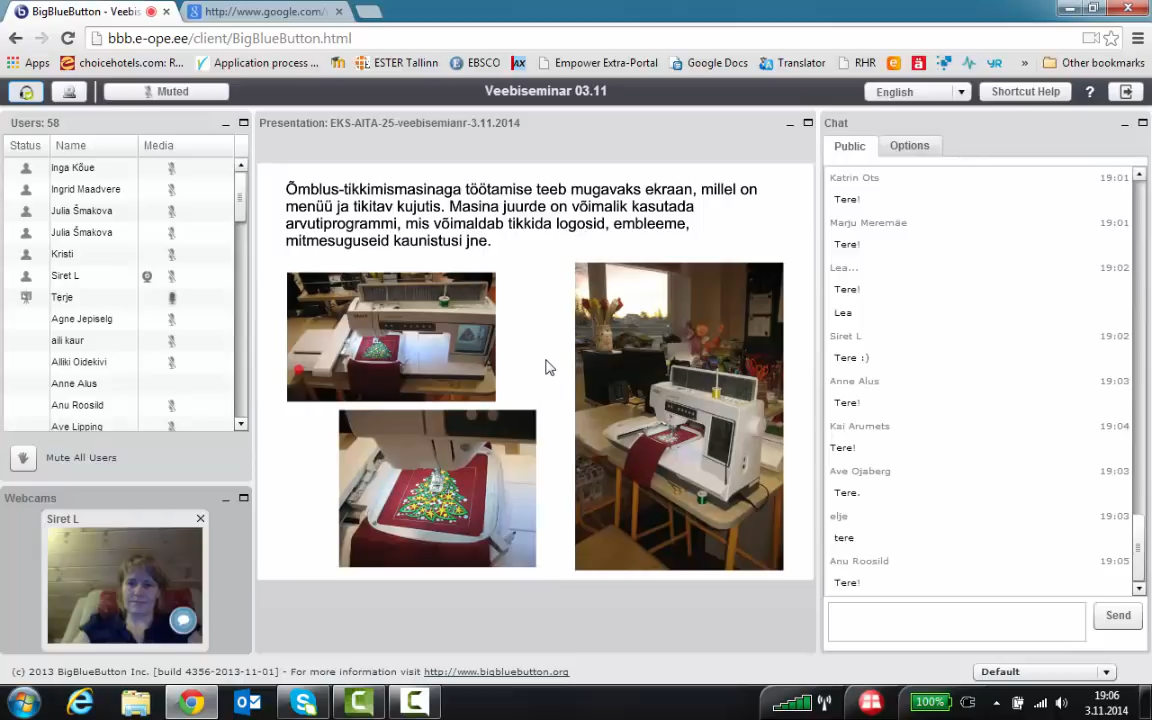 BigBlueButton - Veebis
http://www.google.com/
bbb.e-ope.ee/client/BigBlueButton.html
Apps
choicehotels.com: R...
Application process ...
ESTER Tallinn
EBSCO
Empower Extra-Portal
Google Docs
Translator
RHR
Other bookmarks
Muted
Veebiseminar 03.11
English
Shortcut Help
?
Users: 58
Status
Name
Media
Inga Kõue
Ingrid Maadvere
Julia Šmakova
Julia Šmakova
Kristi
Siret L
Terje
Agne Jepiselg
aili kaur
Alliki Oidekivi
Anne Alus
Anu Roosild
Ave Lipping
Mute All Users
Webcams
Siret L
Presentation: EKS-AITA-25-veebisemianr-3.11.2014
Õmblus-tikkimismasinaga töötamise teeb mugavaks ekraan, millel on
menüü ja tikitav kujutis. Masina juurde on võimalik kasutada
arvutiprogrammi, mis võimaldab tikkida logosid, embleeme,
mitmesuguseid kaunistusi jne.
Chat
Public
Options
Katrin Ots 19:01
Tere!
Marju Meremäe 19:01
Tere!
Lea... 19:02
Tere!
Lea
Siret L 19:02
Tere :)
Anne Alus 19:03
Tere!
Kai Arumets 19:04
Tere!
Ave Ojaberg 19:03
Tere.
elje 19:03
tere
Anu Roosild 19:05
Tere!
Send
(c) 2013 BigBlueButton Inc. [build 4356-2013-11-01] - For more information visit http://www.bigbluebutton.org
Default
100%
19:06
3.11.2014